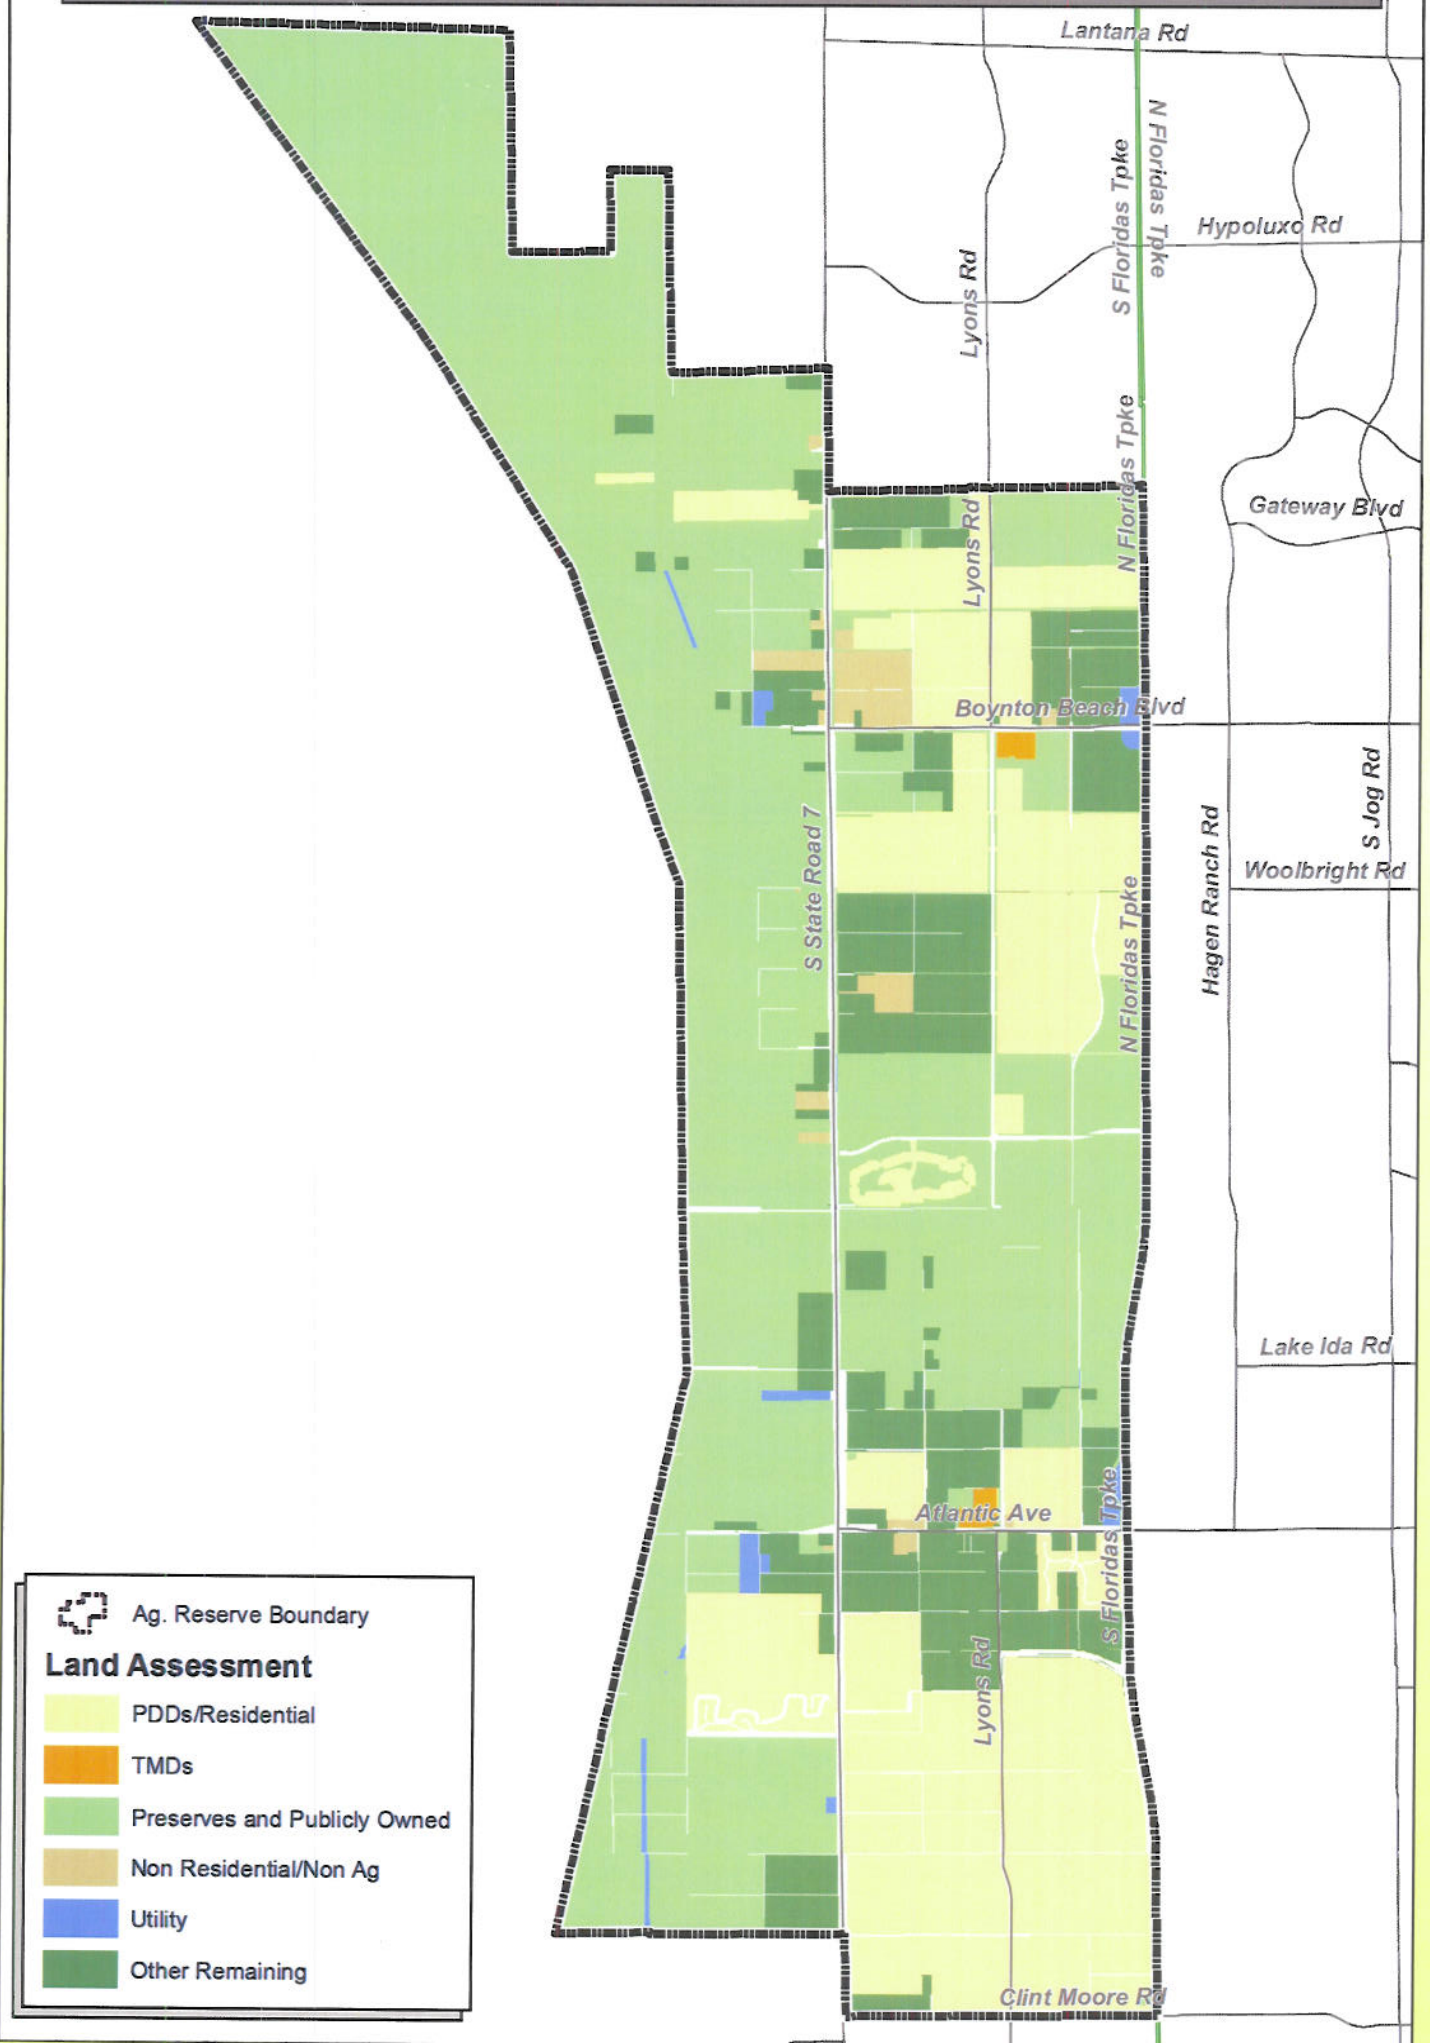 Lantana Rd
N Floridas Tpke
S Floridas Tpke
Hypoluxo Rd
Lyons Rd
N Floridas Tpke
Gateway Blvd
Lyons Rd
Boynton Beach Blvd
S Jog Rd
S State Road 7
Hagen Ranch Rd
Woolbright Rd
N Floridas Tpke
Lake Ida Rd
Atlantic Ave
S Floridas Tpke
Lyons Rd
Clint Moore Rd
Ag. Reserve Boundary
Land Assessment
PDDs/Residential
TMDs
Preserves and Publicly Owned
Non Residential/Non Ag
Utility
Other Remaining